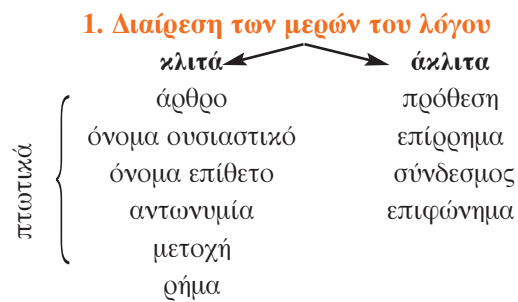 1. Διαίρεση των μερών του λόγου
κλιτά
άκλιτα
άρθρο
πρόθεση
όνομα ουσιαστικό
επίρρημα
όνομα επίθετο
σύνδεσμος
αντωνυμία
επιφώνημα
μετοχή
ρήμα
πτωτικά